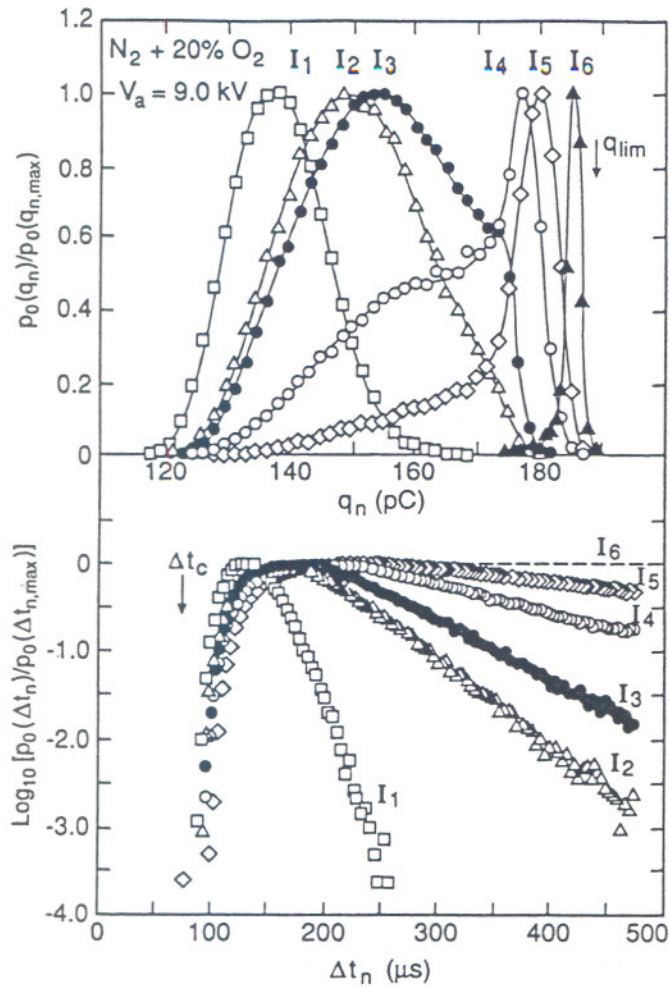 N₂ + 20% O₂
Vₐ = 9.0 kV
I₁ I₂ I₃ I₄ I₅ I₆
q_lim
p₀(qₙ)/p₀(qₙ,max)
1.2
1.0
0.8
0.6
0.4
0.2
0
120 140 160 180
qₙ (pC)
Δt_c
I₆
I₅
I₄
I₃
I₂
I₁
Log₁₀ [p₀(Δtₙ)/p₀(Δtₙ,max)]
0
-1.0
-2.0
-3.0
-4.0
0 100 200 300 400 500
Δtₙ (μs)